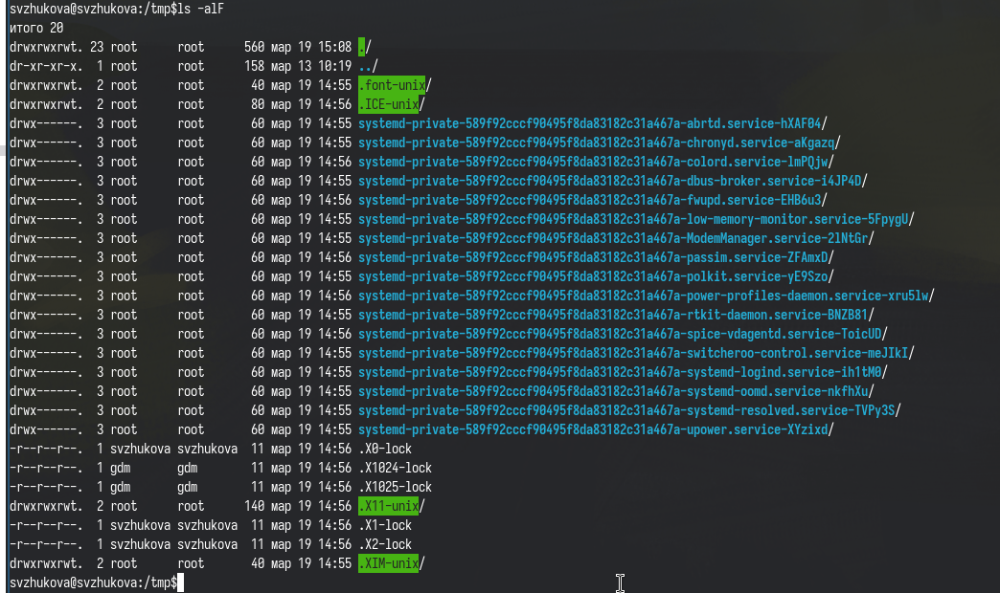 svzhukova@svzhukova:/tmp$ls -alF
итого 20
drwxrwxrwt. 23 root      root      560 мар 19 15:08 ./
dr-xr-xr-x.  1 root      root      158 мар 13 10:19 ../
drwxrwxrwt.  2 root      root       40 мар 19 14:55 .font-unix/
drwxrwxrwt.  2 root      root       80 мар 19 14:56 .ICE-unix/
drwx------.  3 root      root       60 мар 19 14:55 systemd-private-589f92cccf90495f8da83182c31a467a-abrtd.service-hXAF04/
drwx------.  3 root      root       60 мар 19 14:55 systemd-private-589f92cccf90495f8da83182c31a467a-chronyd.service-aKgazq/
drwx------.  3 root      root       60 мар 19 14:56 systemd-private-589f92cccf90495f8da83182c31a467a-colord.service-lmPQjw/
drwx------.  3 root      root       60 мар 19 14:55 systemd-private-589f92cccf90495f8da83182c31a467a-dbus-broker.service-i4JP4D/
drwx------.  3 root      root       60 мар 19 14:56 systemd-private-589f92cccf90495f8da83182c31a467a-fwupd.service-EHB6u3/
drwx------.  3 root      root       60 мар 19 14:55 systemd-private-589f92cccf90495f8da83182c31a467a-low-memory-monitor.service-5FpygU/
drwx------.  3 root      root       60 мар 19 14:55 systemd-private-589f92cccf90495f8da83182c31a467a-ModemManager.service-2lNtGr/
drwx------.  3 root      root       60 мар 19 14:56 systemd-private-589f92cccf90495f8da83182c31a467a-passim.service-ZFAmxD/
drwx------.  3 root      root       60 мар 19 14:55 systemd-private-589f92cccf90495f8da83182c31a467a-polkit.service-yE9Szo/
drwx------.  3 root      root       60 мар 19 14:56 systemd-private-589f92cccf90495f8da83182c31a467a-power-profiles-daemon.service-xru5lw/
drwx------.  3 root      root       60 мар 19 14:55 systemd-private-589f92cccf90495f8da83182c31a467a-rtkit-daemon.service-BNZB81/
drwx------.  3 root      root       60 мар 19 14:56 systemd-private-589f92cccf90495f8da83182c31a467a-spice-vdagentd.service-ToicUD/
drwx------.  3 root      root       60 мар 19 14:56 systemd-private-589f92cccf90495f8da83182c31a467a-switcheroo-control.service-meJIkI/
drwx------.  3 root      root       60 мар 19 14:55 systemd-private-589f92cccf90495f8da83182c31a467a-systemd-logind.service-ih1tM0/
drwx------.  3 root      root       60 мар 19 14:55 systemd-private-589f92cccf90495f8da83182c31a467a-systemd-oomd.service-nkfhXu/
drwx------.  3 root      root       60 мар 19 14:55 systemd-private-589f92cccf90495f8da83182c31a467a-systemd-resolved.service-TVPy3S/
drwx------.  3 root      root       60 мар 19 14:56 systemd-private-589f92cccf90495f8da83182c31a467a-upower.service-XYzixd/
-r--r--r--.  1 svzhukova svzhukova  11 мар 19 14:56 .X0-lock
-r--r--r--.  1 gdm       gdm        11 мар 19 14:56 .X1024-lock
-r--r--r--.  1 gdm       gdm        11 мар 19 14:56 .X1025-lock
drwxrwxrwt.  2 root      root      140 мар 19 14:56 .X11-unix/
-r--r--r--.  1 svzhukova svzhukova  11 мар 19 14:56 .X1-lock
-r--r--r--.  1 svzhukova svzhukova  11 мар 19 14:56 .X2-lock
drwxrwxrwt.  2 root      root       40 мар 19 14:55 .XIM-unix/
svzhukova@svzhukova:/tmp$